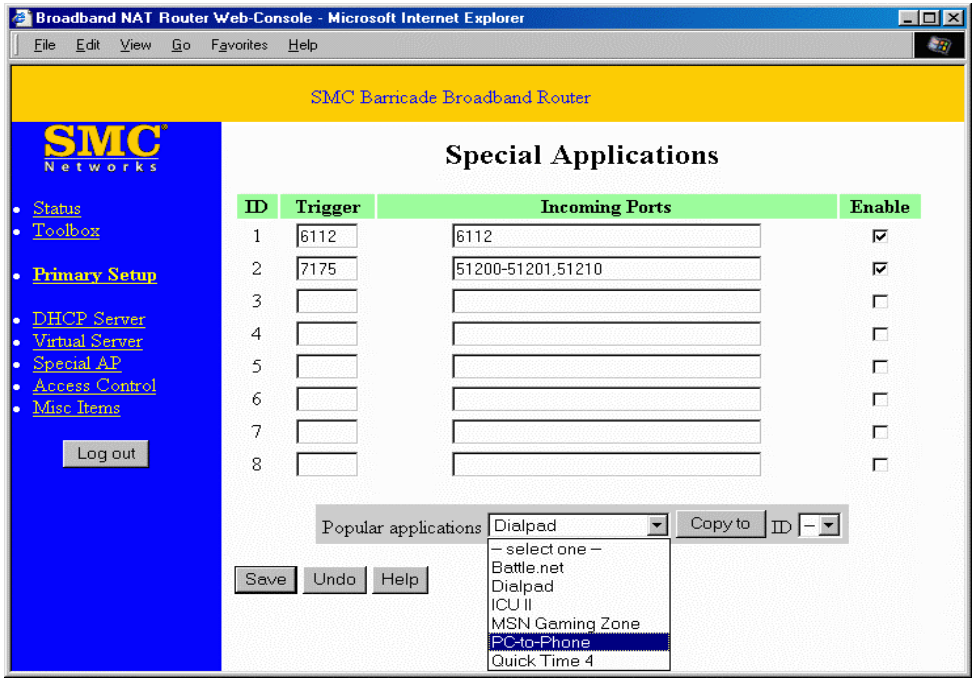 Broadband NAT Router Web-Console - Microsoft Internet Explorer
File Edit View Go Favorites Help
SMC Barricade Broadband Router
SMC®
Networks
Status
Toolbox
Primary Setup
DHCP Server
Virtual Server
Special AP
Access Control
Misc Items
Log out
Special Applications
ID Trigger Incoming Ports Enable
1 6112 6112
2 7175 51200-51201,51210
3
4
5
6
7
8
Popular applications Dialpad Copy to ID --
-- select one --
Battle.net
Dialpad
ICU II
MSN Gaming Zone
PC-to-Phone
Quick Time 4
Save Undo Help